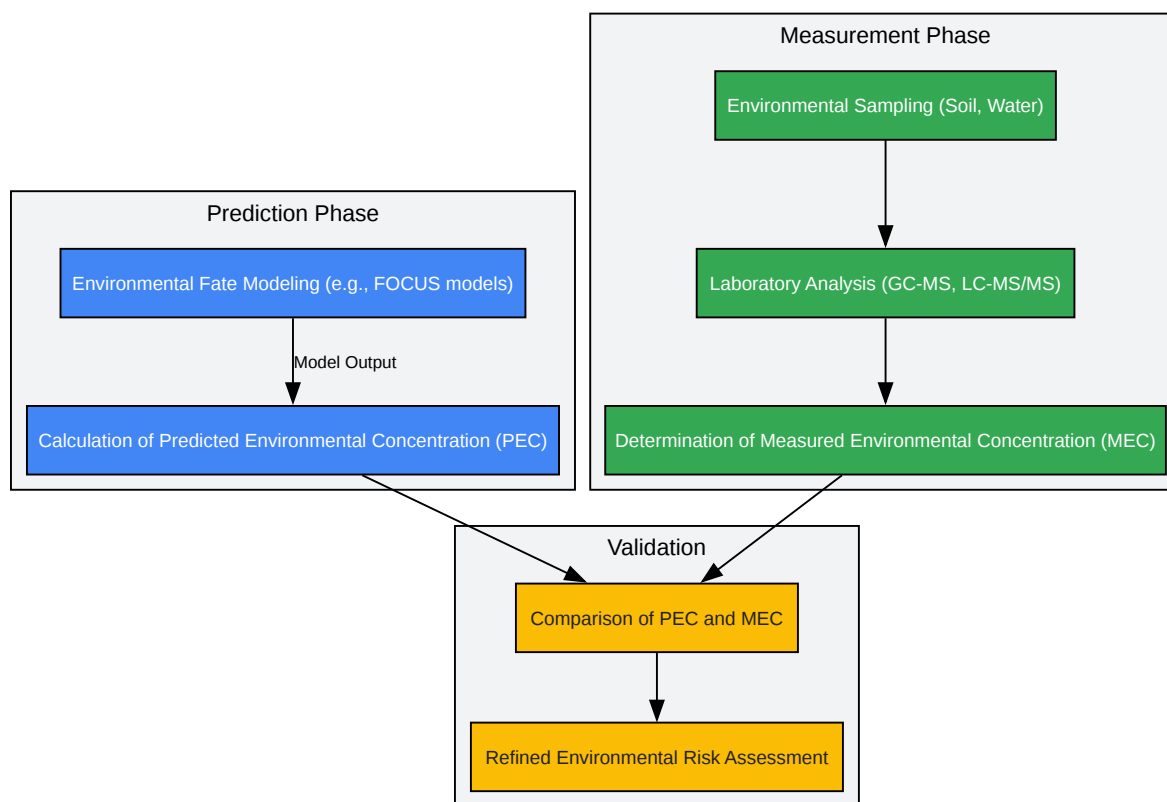 Prediction Phase
Environmental Fate Modeling (e.g., FOCUS models)
Model Output
Calculation of Predicted Environmental Concentration (PEC)
Measurement Phase
Environmental Sampling (Soil, Water)
Laboratory Analysis (GC-MS, LC-MS/MS)
Determination of Measured Environmental Concentration (MEC)
Validation
Comparison of PEC and MEC
Refined Environmental Risk Assessment